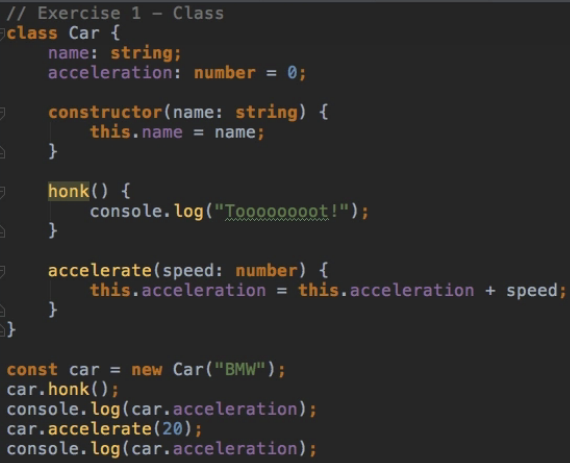 // Exercise 1 – Class
class Car {
    name: string;
    acceleration: number = 0;

    constructor(name: string) {
        this.name = name;
    }

    honk() {
        console.log("Toooooooot!");
    }

    accelerate(speed: number) {
        this.acceleration = this.acceleration + speed;
    }
}

const car = new Car("BMW");
car.honk();
console.log(car.acceleration);
car.accelerate(20);
console.log(car.acceleration);